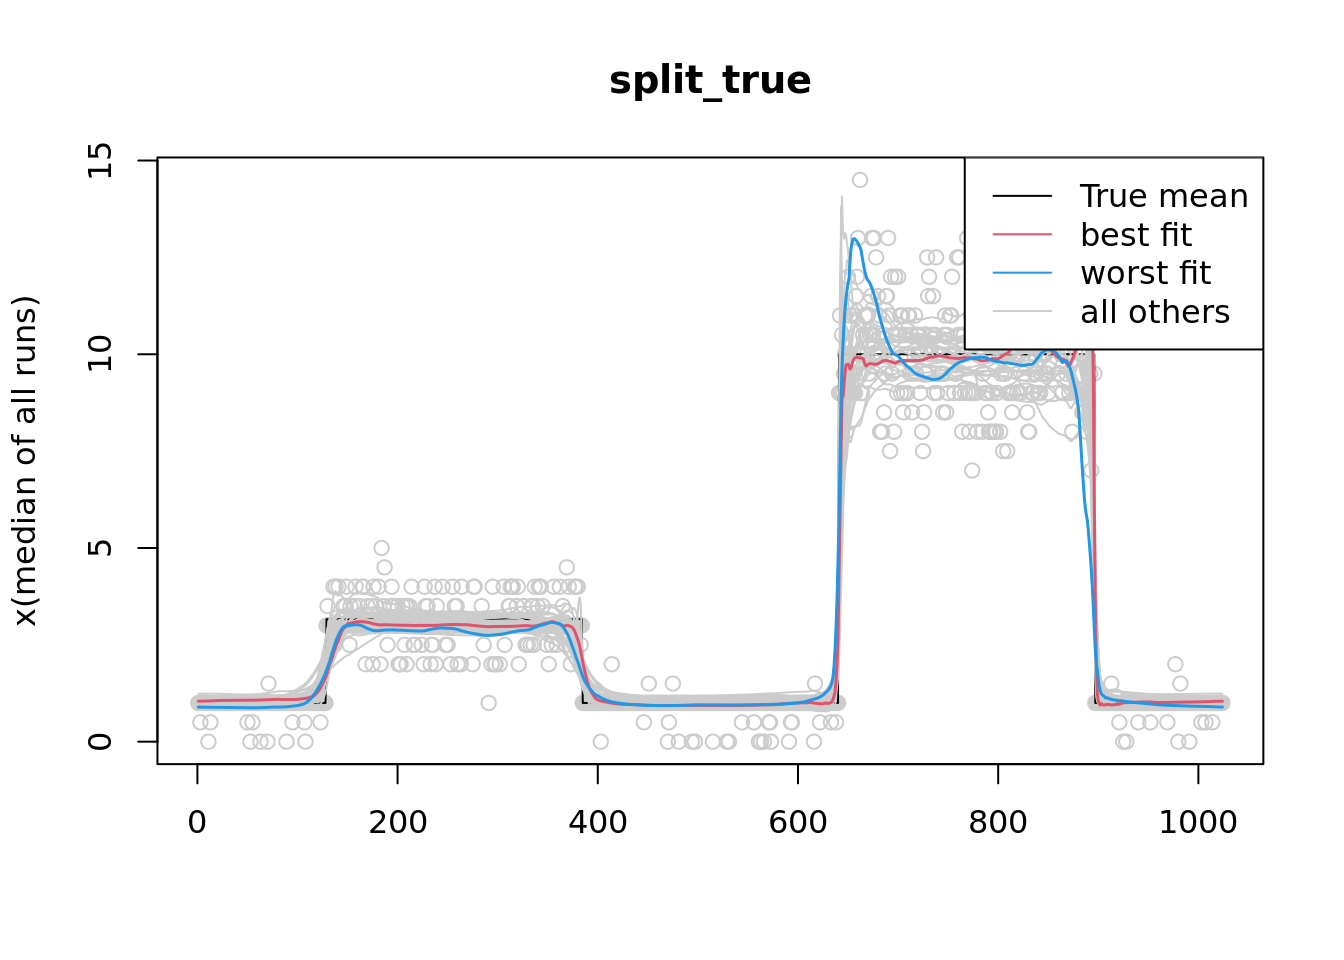 split_true
x(median of all runs)
15
10
5
0
True mean
best fit
worst fit
all others
0 200 400 600 800 1000